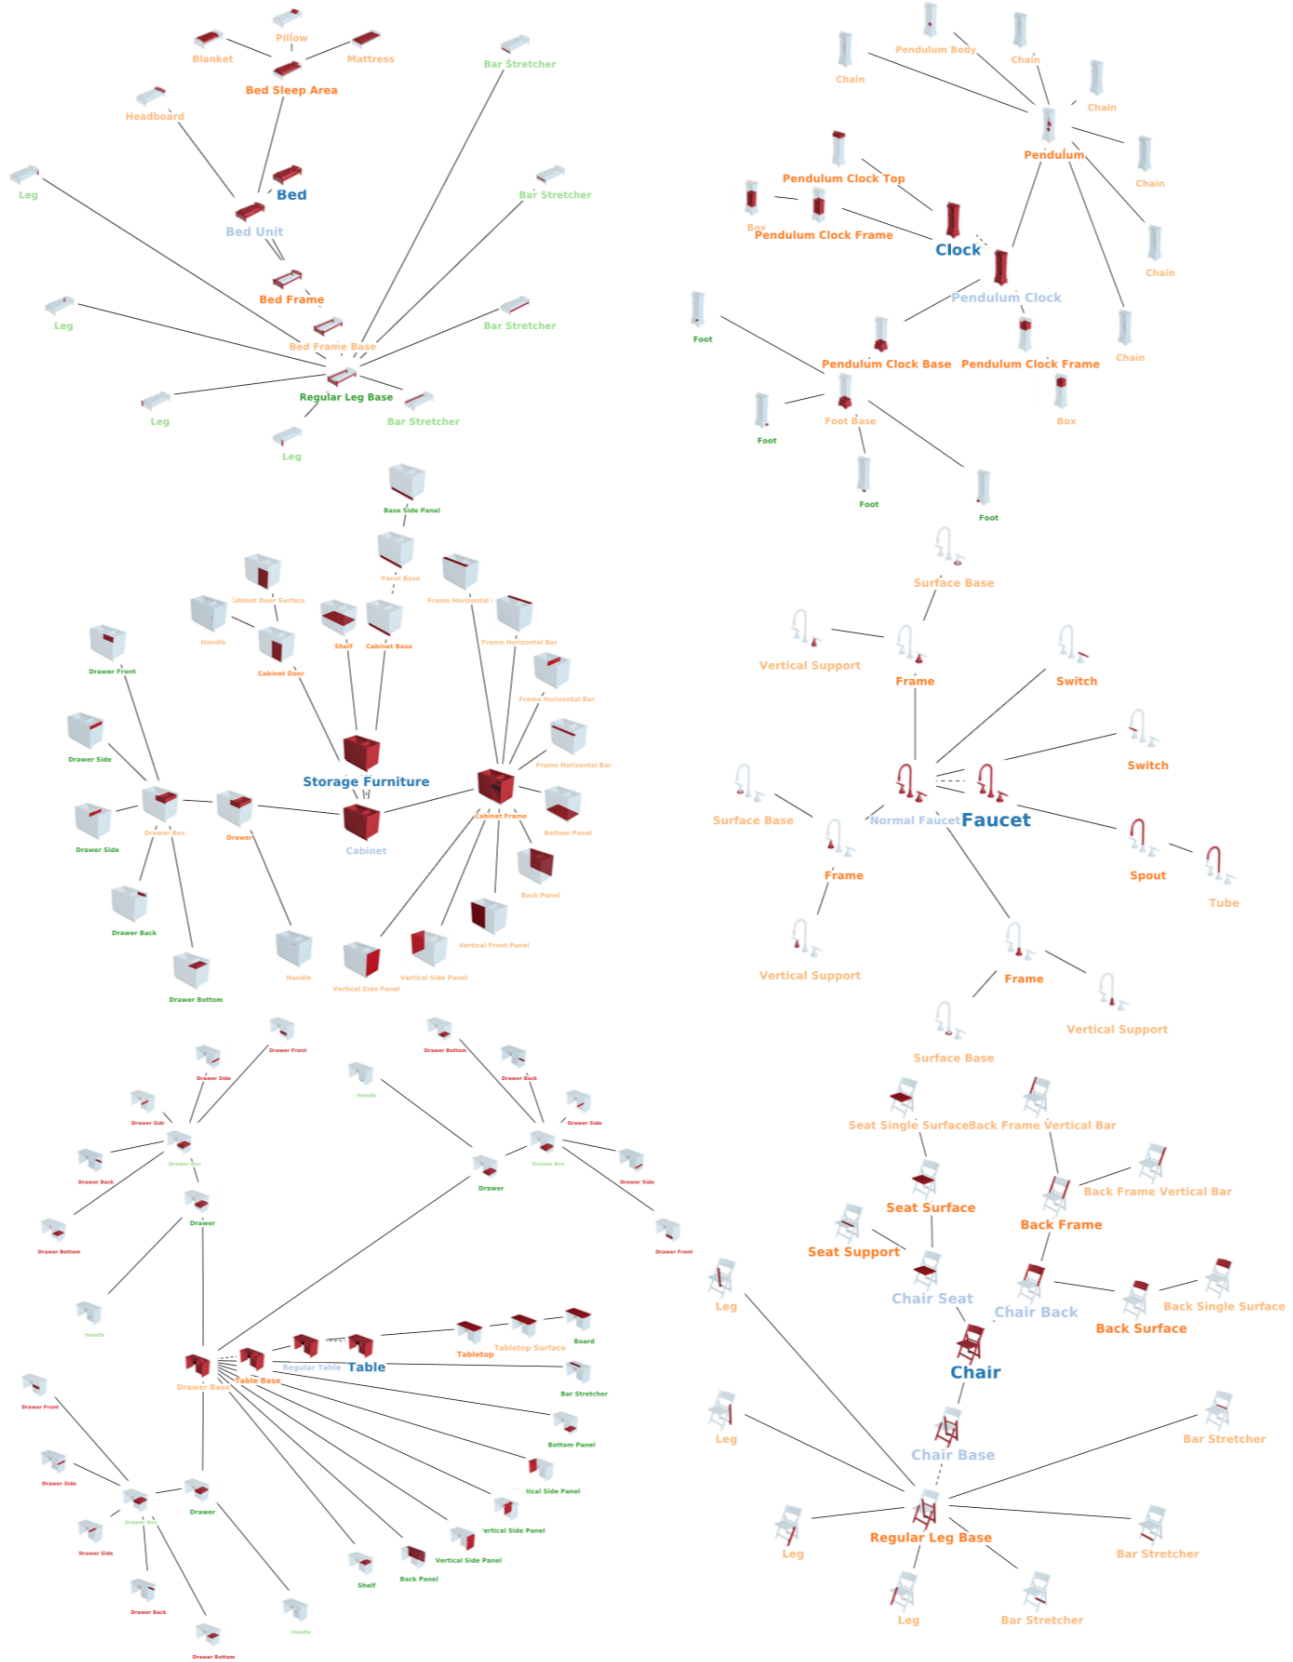 Pillow
Blanket
Mattress
Bed Sleep Area
Bar Stretcher
Headboard
Leg
Bed
Bar Stretcher
Bed Unit
Bed Frame
Leg
Bar Stretcher
Bed Frame Base
Regular Leg Base
Leg
Bar Stretcher
Leg
Pendulum Body
Chain
Chain
Chain
Pendulum
Pendulum Clock Top
Chain
Box
Pendulum Clock Frame
Clock
Chain
Pendulum Clock
Foot
Pendulum Clock Base
Pendulum Clock Frame
Chain
Foot Base
Box
Foot
Foot
Foot
Base Side Panel
Panel Base
Cabinet Door Surface
Frame Horizontal
Handle
Shelf
Cabinet Base
Frame Horizontal Bar
Drawer Front
Cabinet Door
Frame Horizontal Bar
Drawer Side
Storage Furniture
Frame Horizontal Bar
Cabinet Frame
Drawer Box
Drawer
Bottom Panel
Drawer Side
Cabinet
Back Panel
Drawer Back
Vertical Front Panel
Handle
Vertical Side Panel
Vertical Side Panel
Drawer Bottom
Surface Base
Vertical Support
Frame
Switch
Switch
Surface Base
Normal Faucet
Faucet
Frame
Spout
Tube
Vertical Support
Frame
Vertical Support
Surface Base
Drawer Front
Drawer Bottom
Drawer Side
Drawer Back
Handle
Drawer Side
Drawer Side
Drawer Box
Drawer Box
Drawer Back
Drawer Side
Drawer
Drawer
Drawer Bottom
Drawer Front
Handle
Board
Tabletop Surface
Tabletop
Regular Table
Table
Table Base
Drawer Base
Bar Stretcher
Drawer Front
Bottom Panel
Drawer Side
tical Side Panel
Drawer
Drawer Box
ertical Side Panel
Drawer Side
Vertical Side Panel
Back Panel
Shelf
Drawer Back
Handle
Drawer Bottom
Seat Single Surface
Back Frame Vertical Bar
Back Frame Vertical Bar
Seat Surface
Back Frame
Seat Support
Chair Seat
Leg
Chair Back
Back Single Surface
Back Surface
Chair
Leg
Bar Stretcher
Chair Base
Regular Leg Base
Leg
Bar Stretcher
Leg
Bar Stretcher